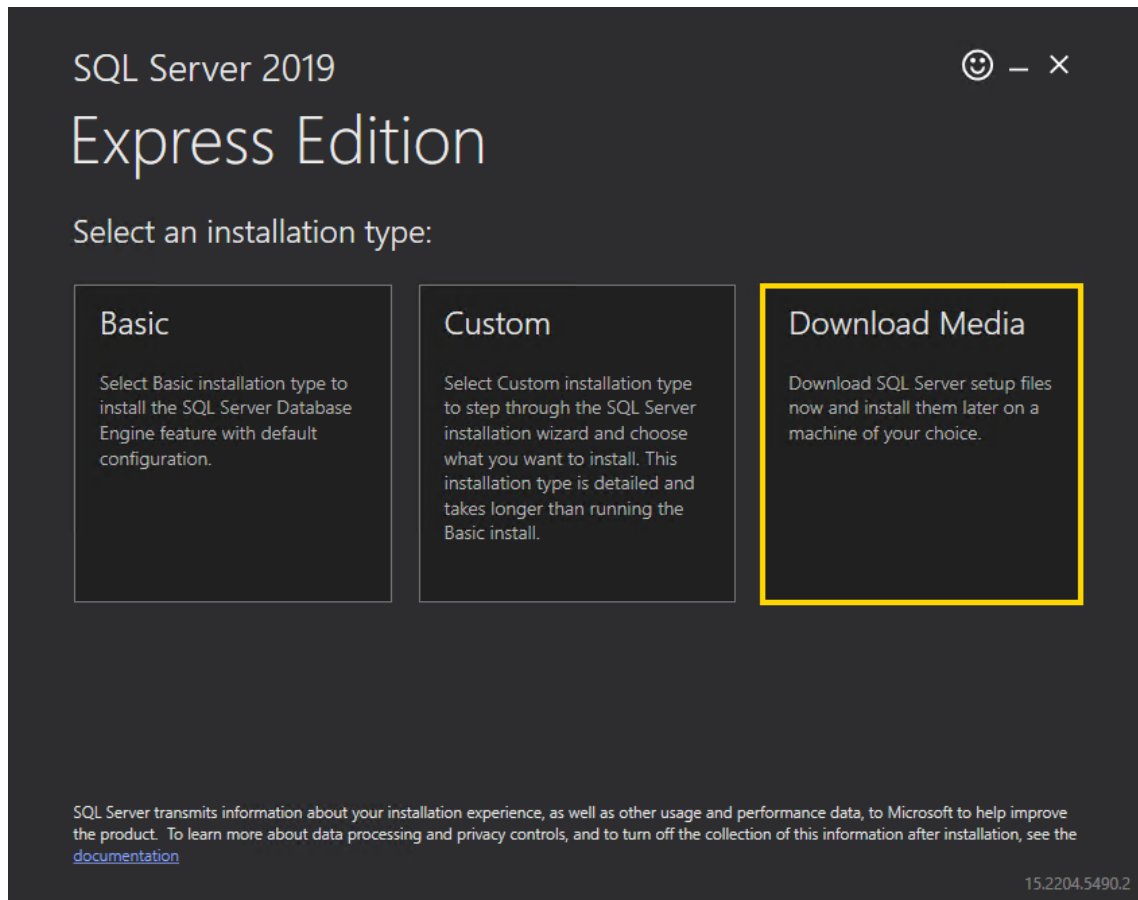 SQL Server 2019
Express Edition
Select an installation type:
Basic
Select Basic installation type to
install the SQL Server Database
Engine feature with default
configuration.
Custom
Select Custom installation type
to step through the SQL Server
installation wizard and choose
what you want to install. This
installation type is detailed and
takes longer than running the
Basic install.
Download Media
Download SQL Server setup files
now and install them later on a
machine of your choice.
SQL Server transmits information about your installation experience, as well as other usage and performance data, to Microsoft to help improve
the product.  To learn more about data processing and privacy controls, and to turn off the collection of this information after installation, see the
documentation
15.2204.5490.2